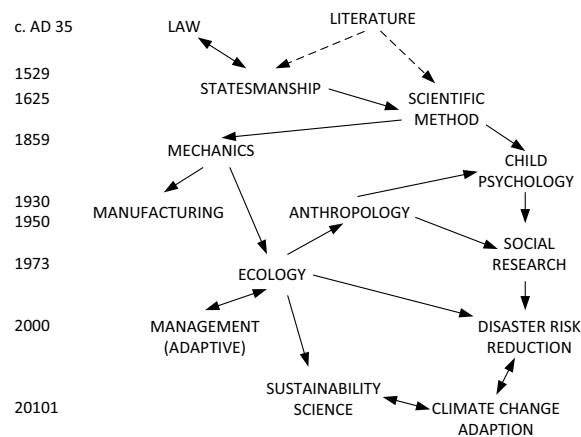 c. AD 35
LAW
LITERATURE
1529
STATESMANSHIP
1625
SCIENTIFIC
METHOD
1859
MECHANICS
CHILD
PSYCHOLOGY
1930
MANUFACTURING
ANTHROPOLOGY
1950
SOCIAL
RESEARCH
1973
ECOLOGY
2000
MANAGEMENT
(ADAPTIVE)
DISASTER RISK
REDUCTION
SUSTAINABILITY
SCIENCE
20101
CLIMATE CHANGE
ADAPTION